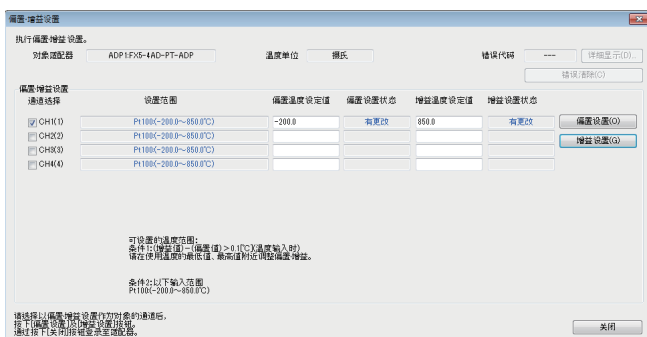 偏置·增益设置
执行偏置·增益设置。
对象适配器 ADP1:FX5-4AD-PT-ADP 温度单位 摄氏 错误代码 --- 详细显示(D)...
错误清除(C)
偏置·增益设置
通道选择 设置范围 偏置温度设定值 偏置设置状态 增益温度设定值 增益设置状态
CH1(1) Pt100(-200.0～850.0℃) -200.0 有更改 850.0 有更改 偏置设置(O)
CH2(2) Pt100(-200.0～850.0℃) 增益设置(G)
CH3(3) Pt100(-200.0～850.0℃)
CH4(4) Pt100(-200.0～850.0℃)
可设置的温度范围:
条件1:(增益值)-(偏置值)>0.1[℃](温度输入时)
请在使用温度的最低值、最高值附近调整偏置·增益。
条件2:以下输入范围
Pt100(-200.0～850.0℃)
请选择以偏置·增益设置作为对象的通道后,
按下[偏置设置]及[增益设置]按钮。
通过按下[关闭]按钮登录至适配器。
关闭